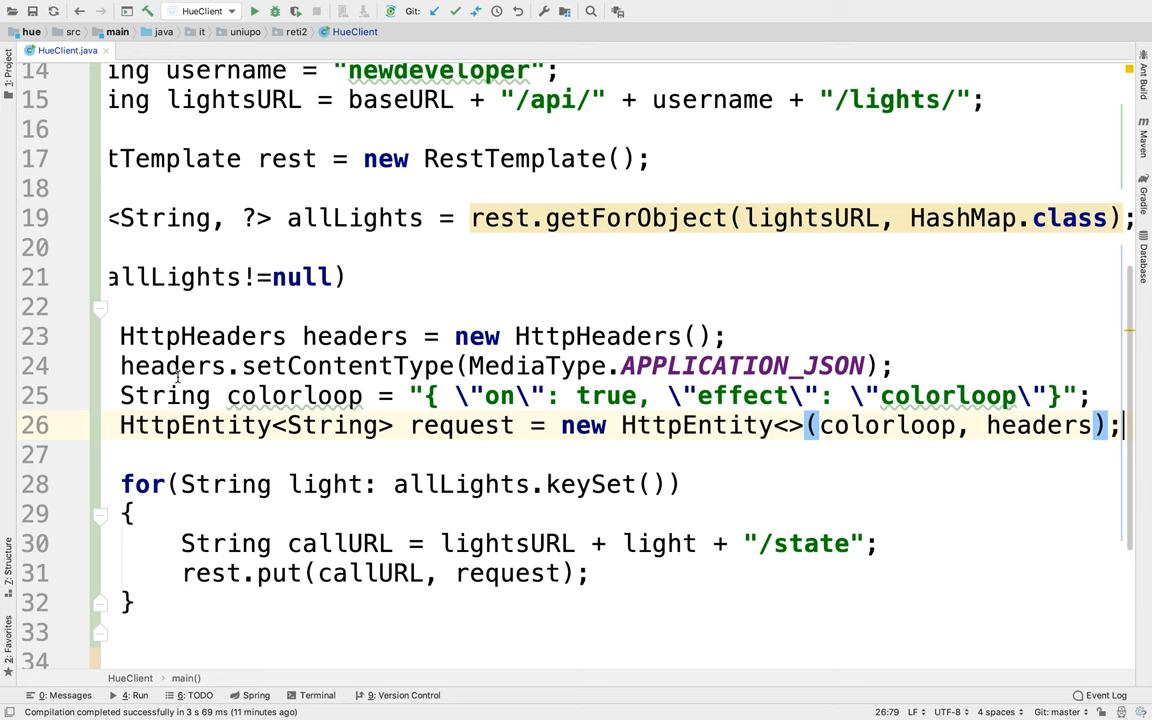 HueClient
Git:
hue
src
main
java
it
uniupo
reti2
HueClient
HueClient.java
1: Project
7: Structure
2: Favorites
Ant Build
Maven
Gradle
Database
14 ing username = "newdeveloper";
15 ing lightsURL = baseURL + "/api/" + username + "/lights/";
16
17 tTemplate rest = new RestTemplate();
18
19 <String, ?> allLights = rest.getForObject(lightsURL, HashMap.class);
20
21 allLights!=null)
22
23 HttpHeaders headers = new HttpHeaders();
24 headers.setContentType(MediaType.APPLICATION_JSON);
25 String colorloop = "{ \"on\": true, \"effect\": \"colorloop\"}";
26 HttpEntity<String> request = new HttpEntity<>(colorloop, headers);
27
28 for(String light: allLights.keySet())
29 {
30 String callURL = lightsURL + light + "/state";
31 rest.put(callURL, request);
32 }
33
34
HueClient
main()
0: Messages
4: Run
6: TODO
Spring
Terminal
9: Version Control
Event Log
Compilation completed successfully in 3 s 69 ms (11 minutes ago)
26:79
LF
UTF-8
4 spaces
Git: master